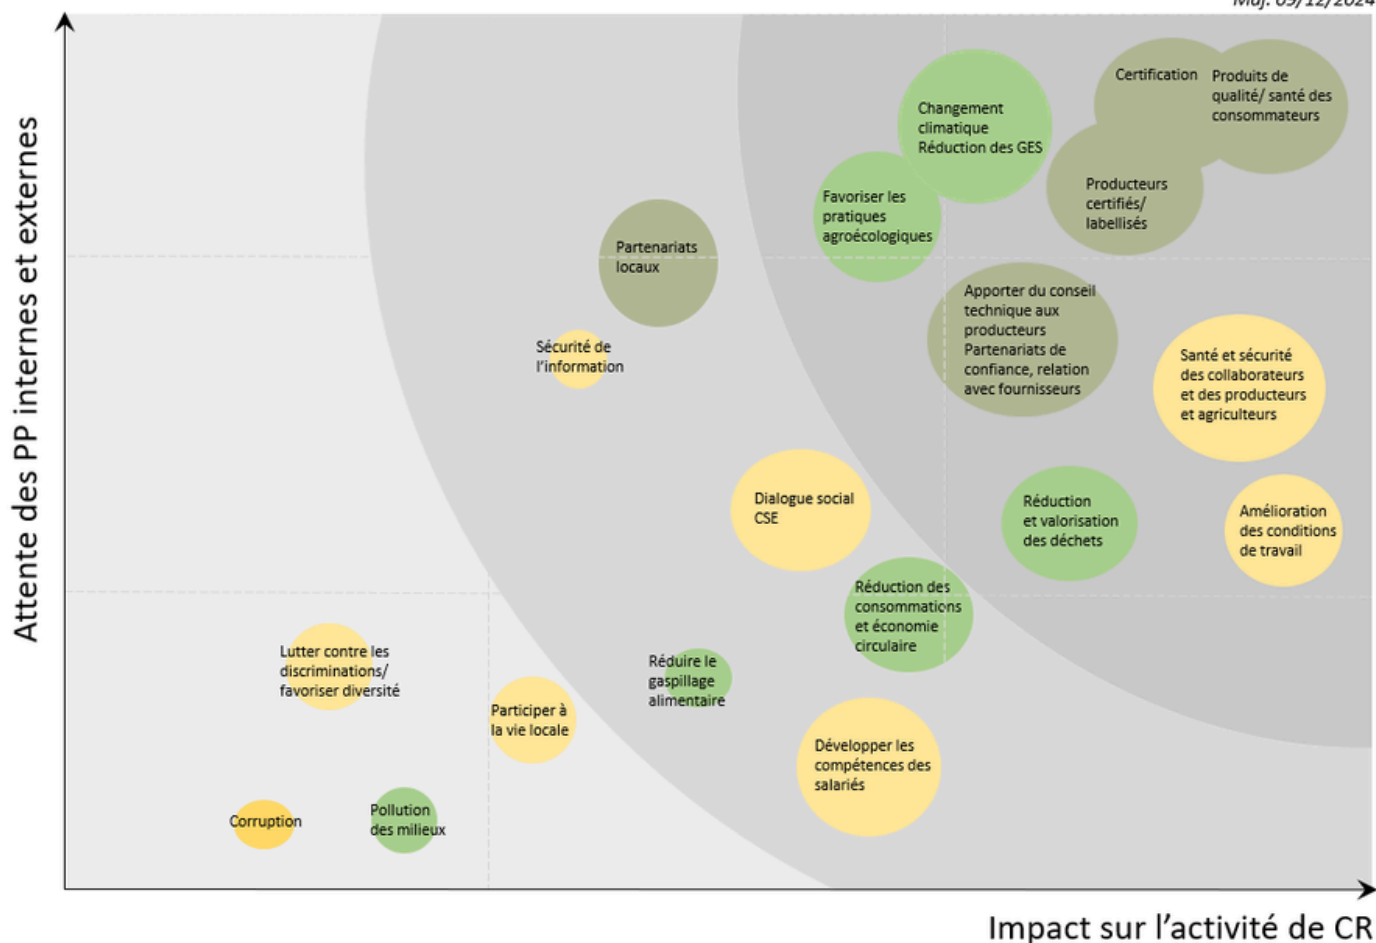 Maj. 09/12/2024
Attente des PP internes et externes
Certification
Produits de
qualité/ santé des
consommateurs
Changement
climatique
Réduction des GES
Producteurs
certifiés/
labellisés
Favoriser les
pratiques
agroécologiques
Partenariats
locaux
Apporter du conseil
technique aux
producteurs
Partenariats de
confiance, relation
avec fournisseurs
Sécurité de
l'information
Santé et sécurité
des collaborateurs
et des producteurs
et agriculteurs
Dialogue social
CSE
Réduction
et valorisation
des déchets
Amélioration
des conditions
de travail
Réduction des
consommations
et économie
circulaire
Lutter contre les
discriminations/
favoriser diversité
Réduire le
gaspillage
alimentaire
Participer à
la vie locale
Développer les
compétences des
salariés
Corruption
Pollution
des milieux
Impact sur l'activité de CR